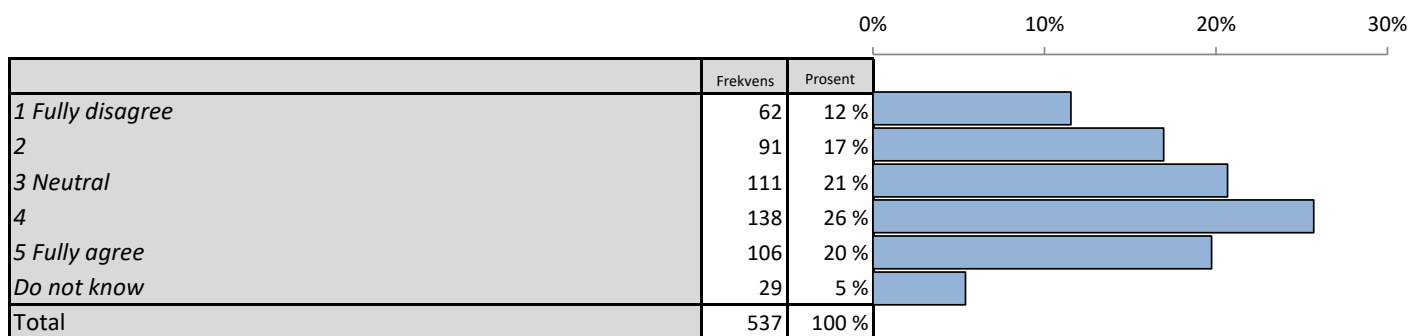 0% 10% 20% 30%
Frekvens Prosent
1 Fully disagree 62 12 %
2 91 17 %
3 Neutral 111 21 %
4 138 26 %
5 Fully agree 106 20 %
Do not know 29 5 %
Total 537 100 %